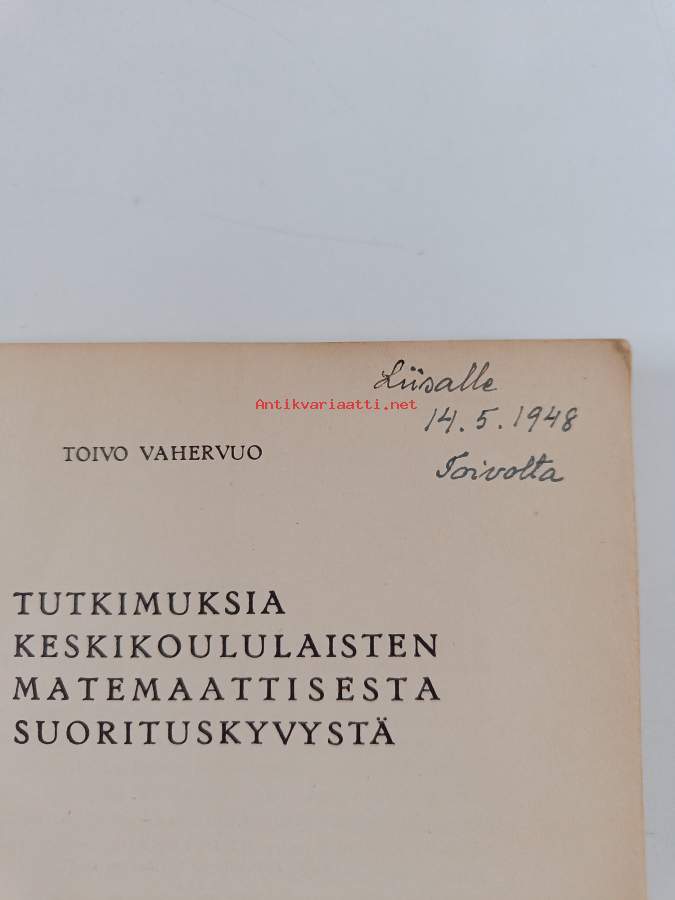 Liisalle
Antikvariaatti.net
14.5.1948
TOIVO VAHERVUO
Toivolta
TUTKIMUKSIA
KESKIKOULULAISTEN
MATEMAATTISESTA
SUORITUSKYVYSTÄ